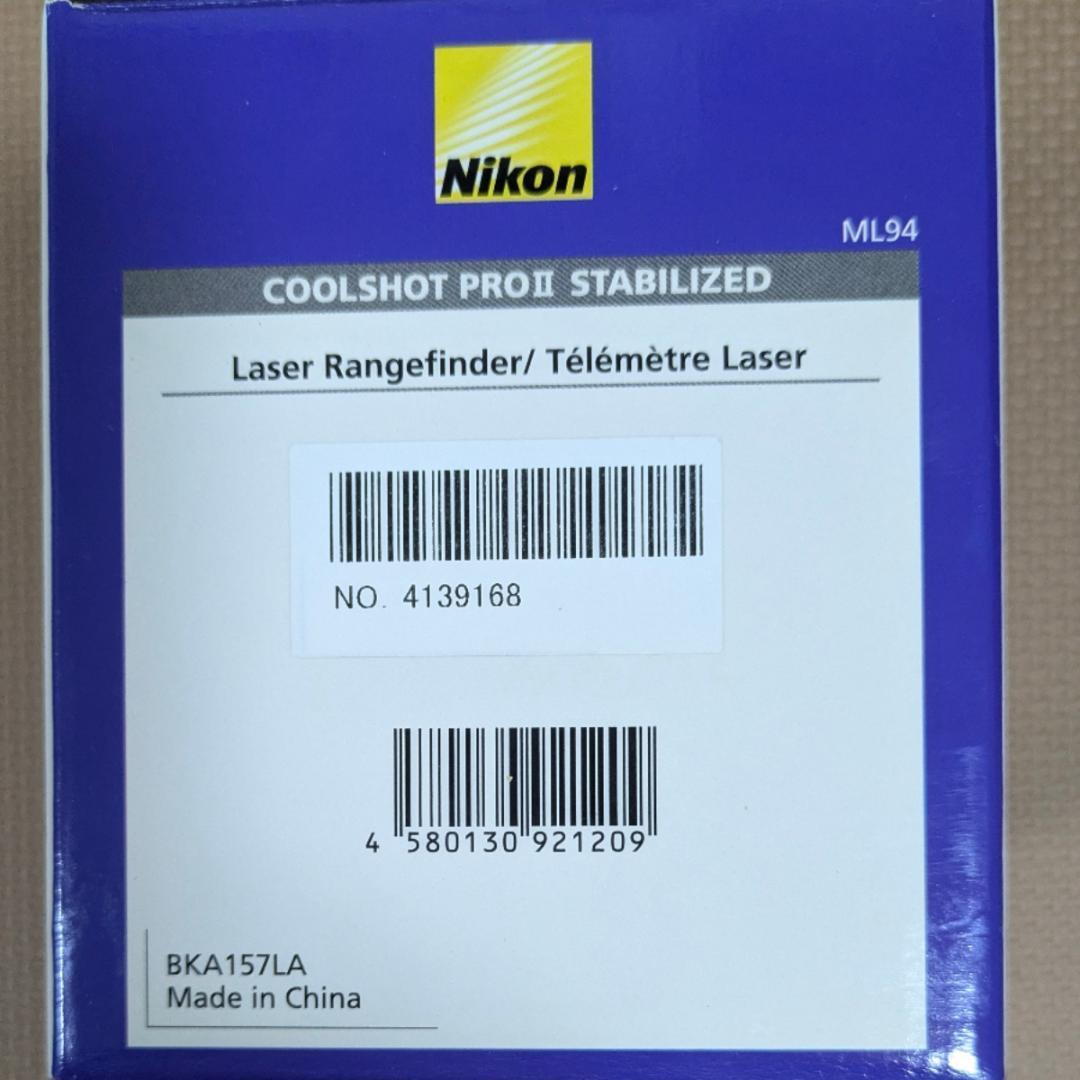 Nikon
ML94
COOLSHOT PROⅡ STABILIZED
Laser Rangefinder/ Télémètre Laser
NO. 4139168
4 580130 921209
BKA157LA
Made in China